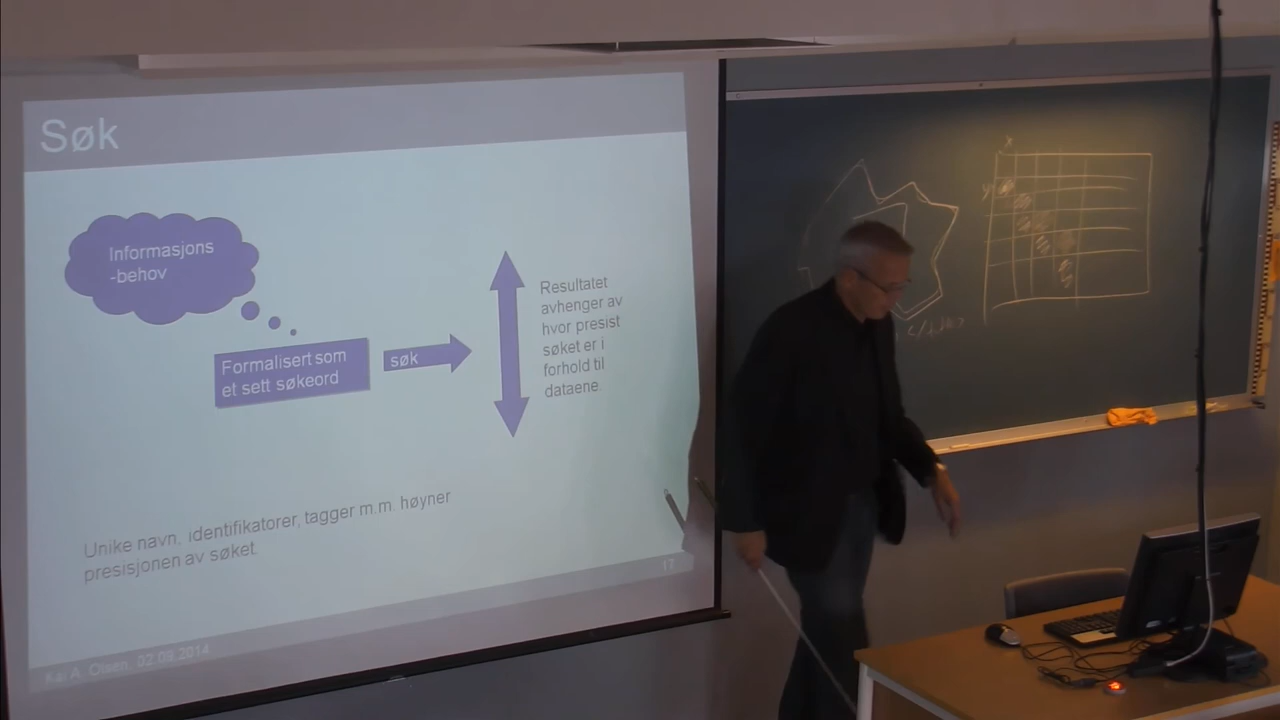 Søk
Informasjons
-behov
Formalisert som
et sett søkeord
søk
Resultatet
avhenger av
hvor presist
søket er i
forhold til
dataene.
Unike navn, identifikatorer, tagger m.m. høyner
presisjonen av søket.
17
Kai A. Olsen, 02.09.2014
x
y